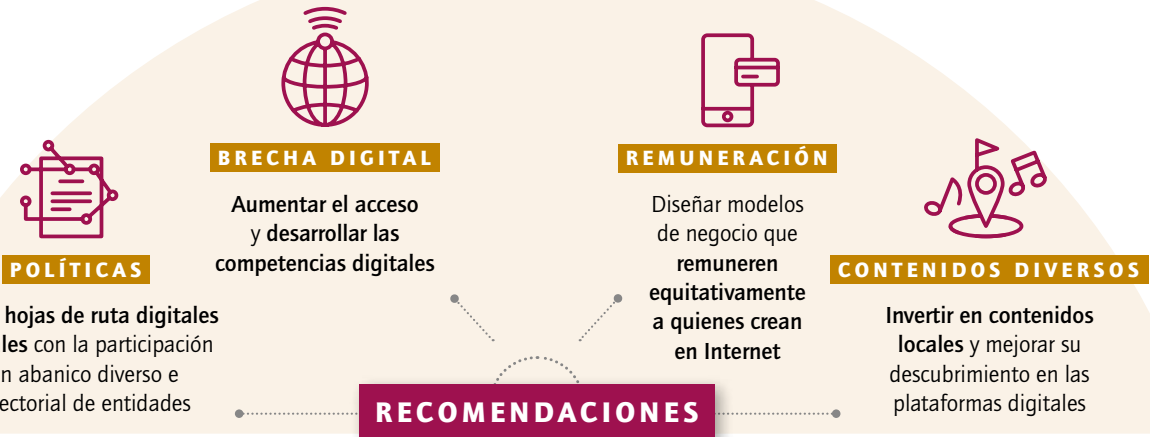 BRECHA DIGITAL
Aumentar el acceso
y desarrollar las
competencias digitales
REMUNERACIÓN
Diseñar modelos
de negocio que
remuneren
equitativamente
a quienes crean
en Internet
POLÍTICAS
hojas de ruta digitales
con la participación
abanico diverso e
de entidades
CONTENIDOS DIVERSOS
Invertir en contenidos
locales y mejorar su
descubrimiento en las
plataformas digitales
RECOMENDACIONES